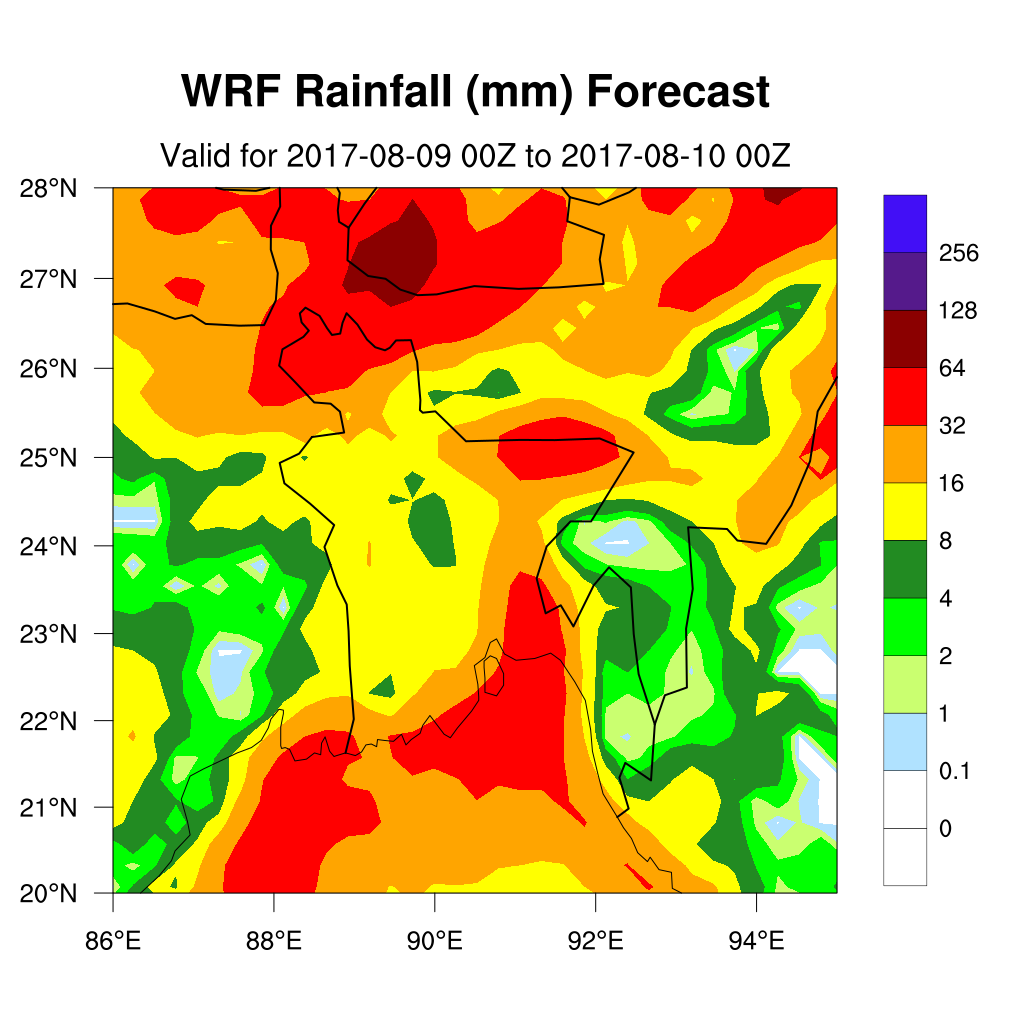 WRF Rainfall (mm) Forecast
Valid for 2017-08-09 00Z to 2017-08-10 00Z
28°N
27°N
26°N
25°N
24°N
23°N
22°N
21°N
20°N
86°E 88°E 90°E 92°E 94°E
256
128
64
32
16
8
4
2
1
0.1
0